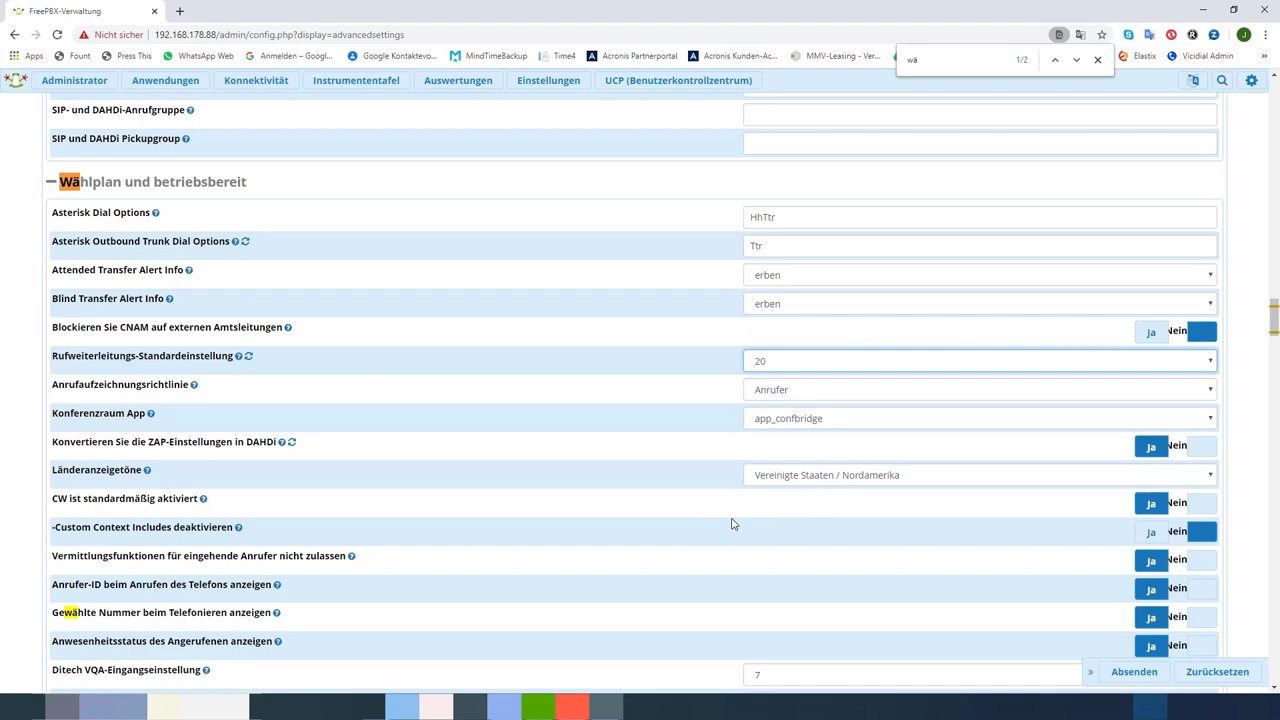 FreePBX-Verwaltung
Nicht sicher 192.168.178.88/admin/config.php?display=advancedsettings
J
Apps Fount Press This WhatsApp Web Anmelden – Googl... Google Kontaktevo... MindTimeBackup Time4 Acronis Partnerportal Acronis Kunden-Ac... MMV-Leasing - Ver... Elastix Vicidial Admin »
wä 1/2
Administrator Anwendungen Konnektivität Instrumententafel Auswertungen Einstellungen UCP (Benutzerkontrollzentrum)
SIP- und DAHDi-Anrufgruppe
SIP und DAHDi Pickupgroup
Wählplan und betriebsbereit
Asterisk Dial Options HhTtr
Asterisk Outbound Trunk Dial Options Ttr
Attended Transfer Alert Info erben
Blind Transfer Alert Info erben
Blockieren Sie CNAM auf externen Amtsleitungen Ja Nein
Rufweiterleitungs-Standardeinstellung 20
Anrufaufzeichnungsrichtlinie Anrufer
Konferenzraum App app_confbridge
Konvertieren Sie die ZAP-Einstellungen in DAHDi Ja Nein
Länderanzeigetöne Vereinigte Staaten / Nordamerika
CW ist standardmäßig aktiviert Ja Nein
-Custom Context Includes deaktivieren Ja Nein
Vermittlungsfunktionen für eingehende Anrufer nicht zulassen Ja Nein
Anrufer-ID beim Anrufen des Telefons anzeigen Ja Nein
Gewählte Nummer beim Telefonieren anzeigen Ja Nein
Anwesenheitsstatus des Angerufenen anzeigen Ja Nein
Ditech VQA-Eingangseinstellung 7
» Absenden Zurücksetzen